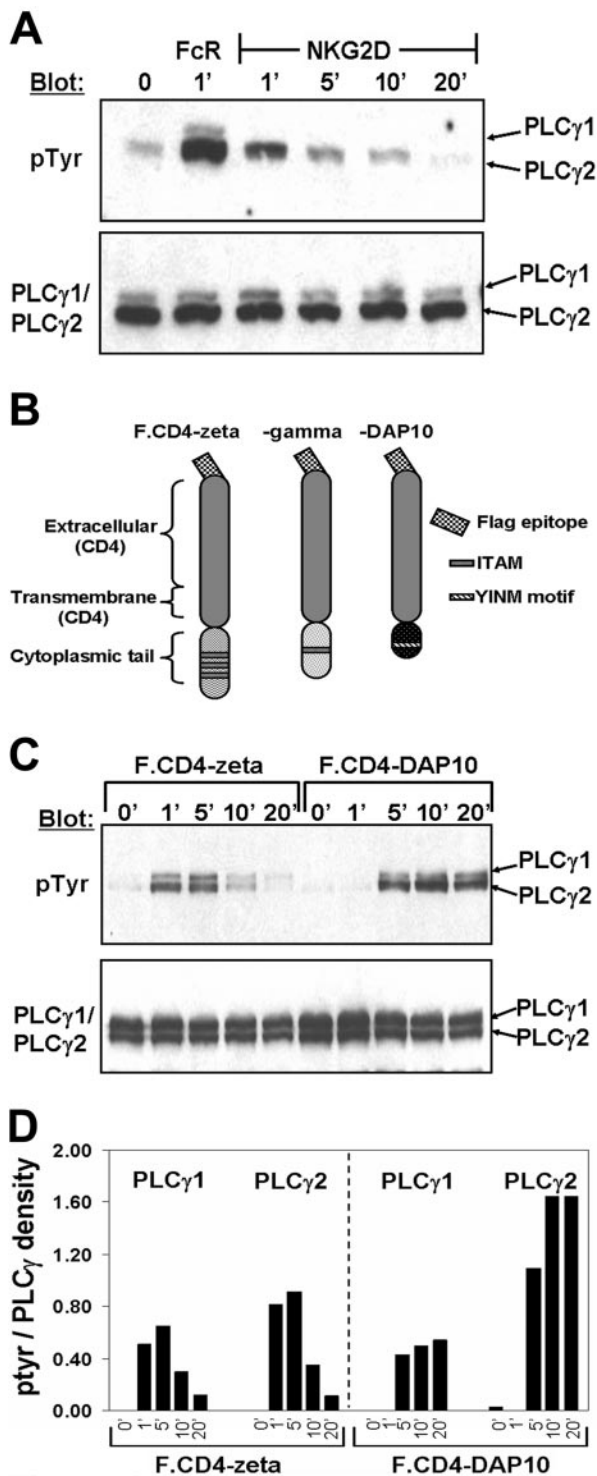 A
FcR NKG2D
Blot: 0 1' 1' 5' 10' 20'
pTyr
PLCγ1
PLCγ2
PLCγ1/
PLCγ2
PLCγ1
PLCγ2
B
F.CD4-zeta -gamma -DAP10
Extracellular
(CD4)
Transmembrane
(CD4)
Cytoplasmic tail
Flag epitope
ITAM
YINM motif
C
F.CD4-zeta F.CD4-DAP10
Blot: 0' 1' 5' 10' 20' 0' 1' 5' 10' 20'
pTyr
PLCγ1
PLCγ2
PLCγ1/
PLCγ2
PLCγ1
PLCγ2
D
ptyr / PLCγ density
2.00
1.60
1.20
0.80
0.40
0.00
PLCγ1 PLCγ2 PLCγ1 PLCγ2
0' 1' 5' 10' 20' 0' 1' 5' 10' 20' 0' 1' 5' 10' 20' 0' 1' 5' 10' 20'
F.CD4-zeta F.CD4-DAP10